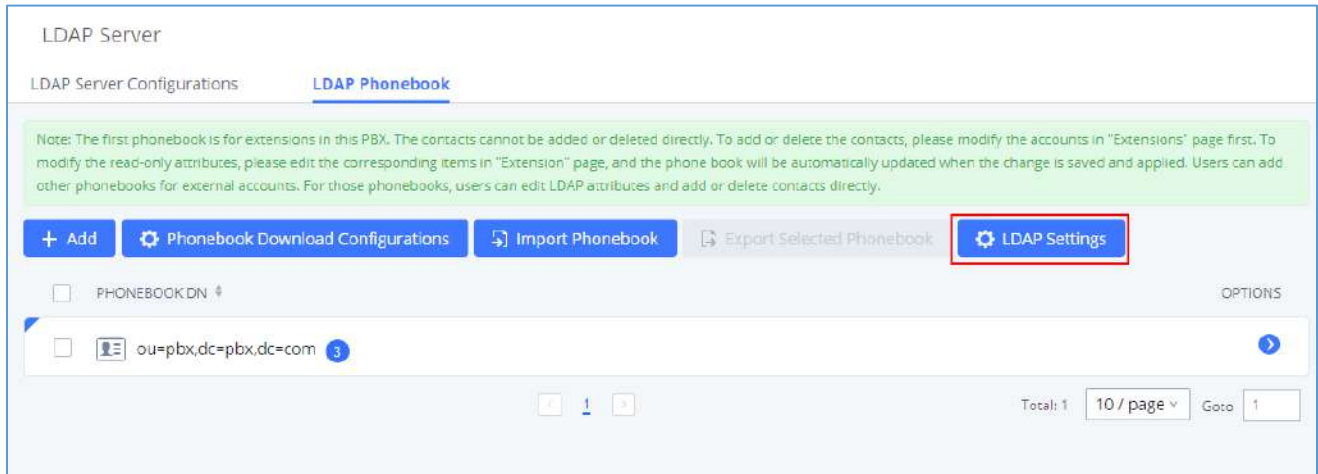 LDAP Server
LDAP Server Configurations LDAP Phonebook
Note: The first phonebook is for extensions in this PBX. The contacts cannot be added or deleted directly. To add or delete the contacts, please modify the accounts in "Extensions" page first. To
modify the read-only attributes, please edit the corresponding items in "Extension" page, and the phone book will be automatically updated when the change is saved and applied. Users can add
other phonebooks for external accounts. For those phonebooks, users can edit LDAP attributes and add or delete contacts directly.
+ Add Phonebook Download Configurations Import Phonebook Export Selected Phonebook LDAP Settings
PHONEBOOK DN OPTIONS
ou=pbx,dc=pbx,dc=com 3
< 1 > Total: 1 10 / page Goto 1